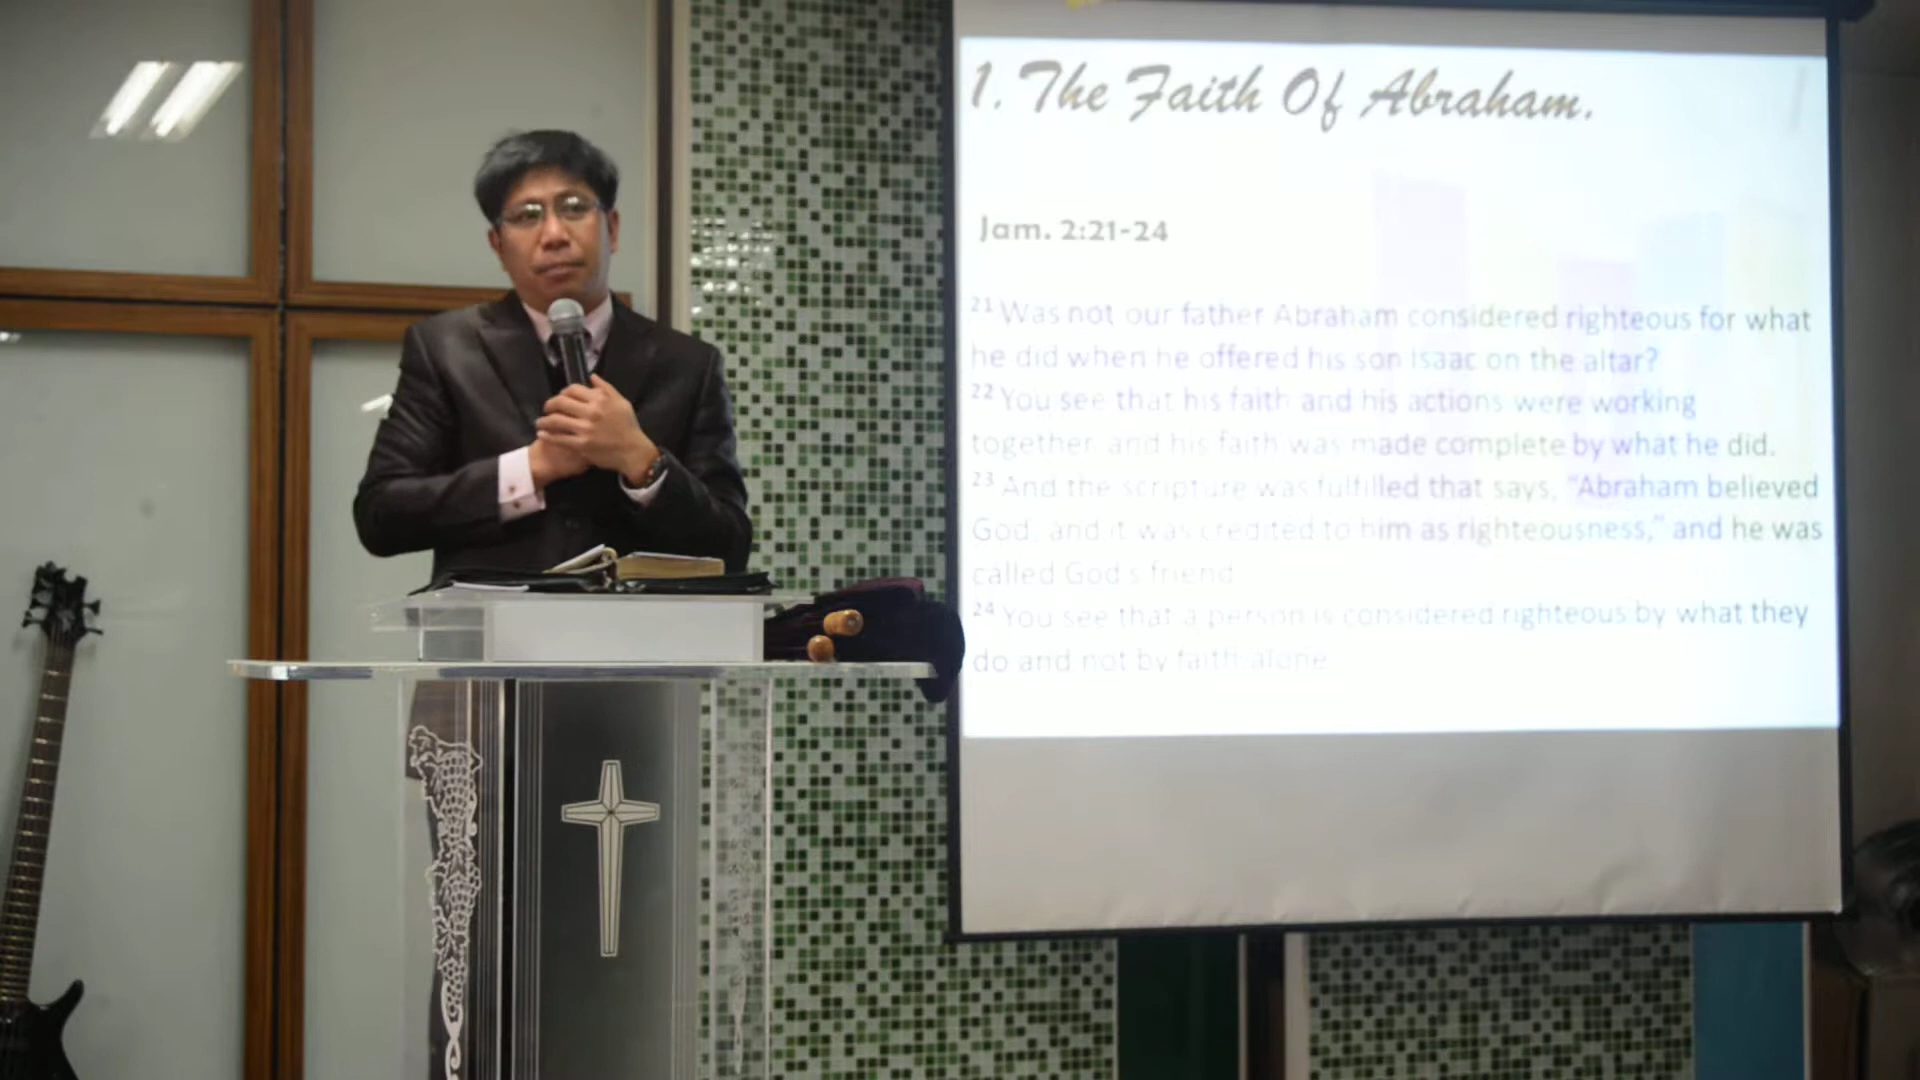 1. The Faith Of Abraham.
Jam. 2:21-24
21 Was not our father Abraham considered righteous for what
he did when he offered his son Isaac on the altar?
22 You see that his faith and his actions were working
together, and his faith was made complete by what he did.
23 And the scripture was fulfilled that says, "Abraham believed
God, and it was credited to him as righteousness," and he was
called God's friend
24 You see that a person is considered righteous by what they
do and not by faith alone